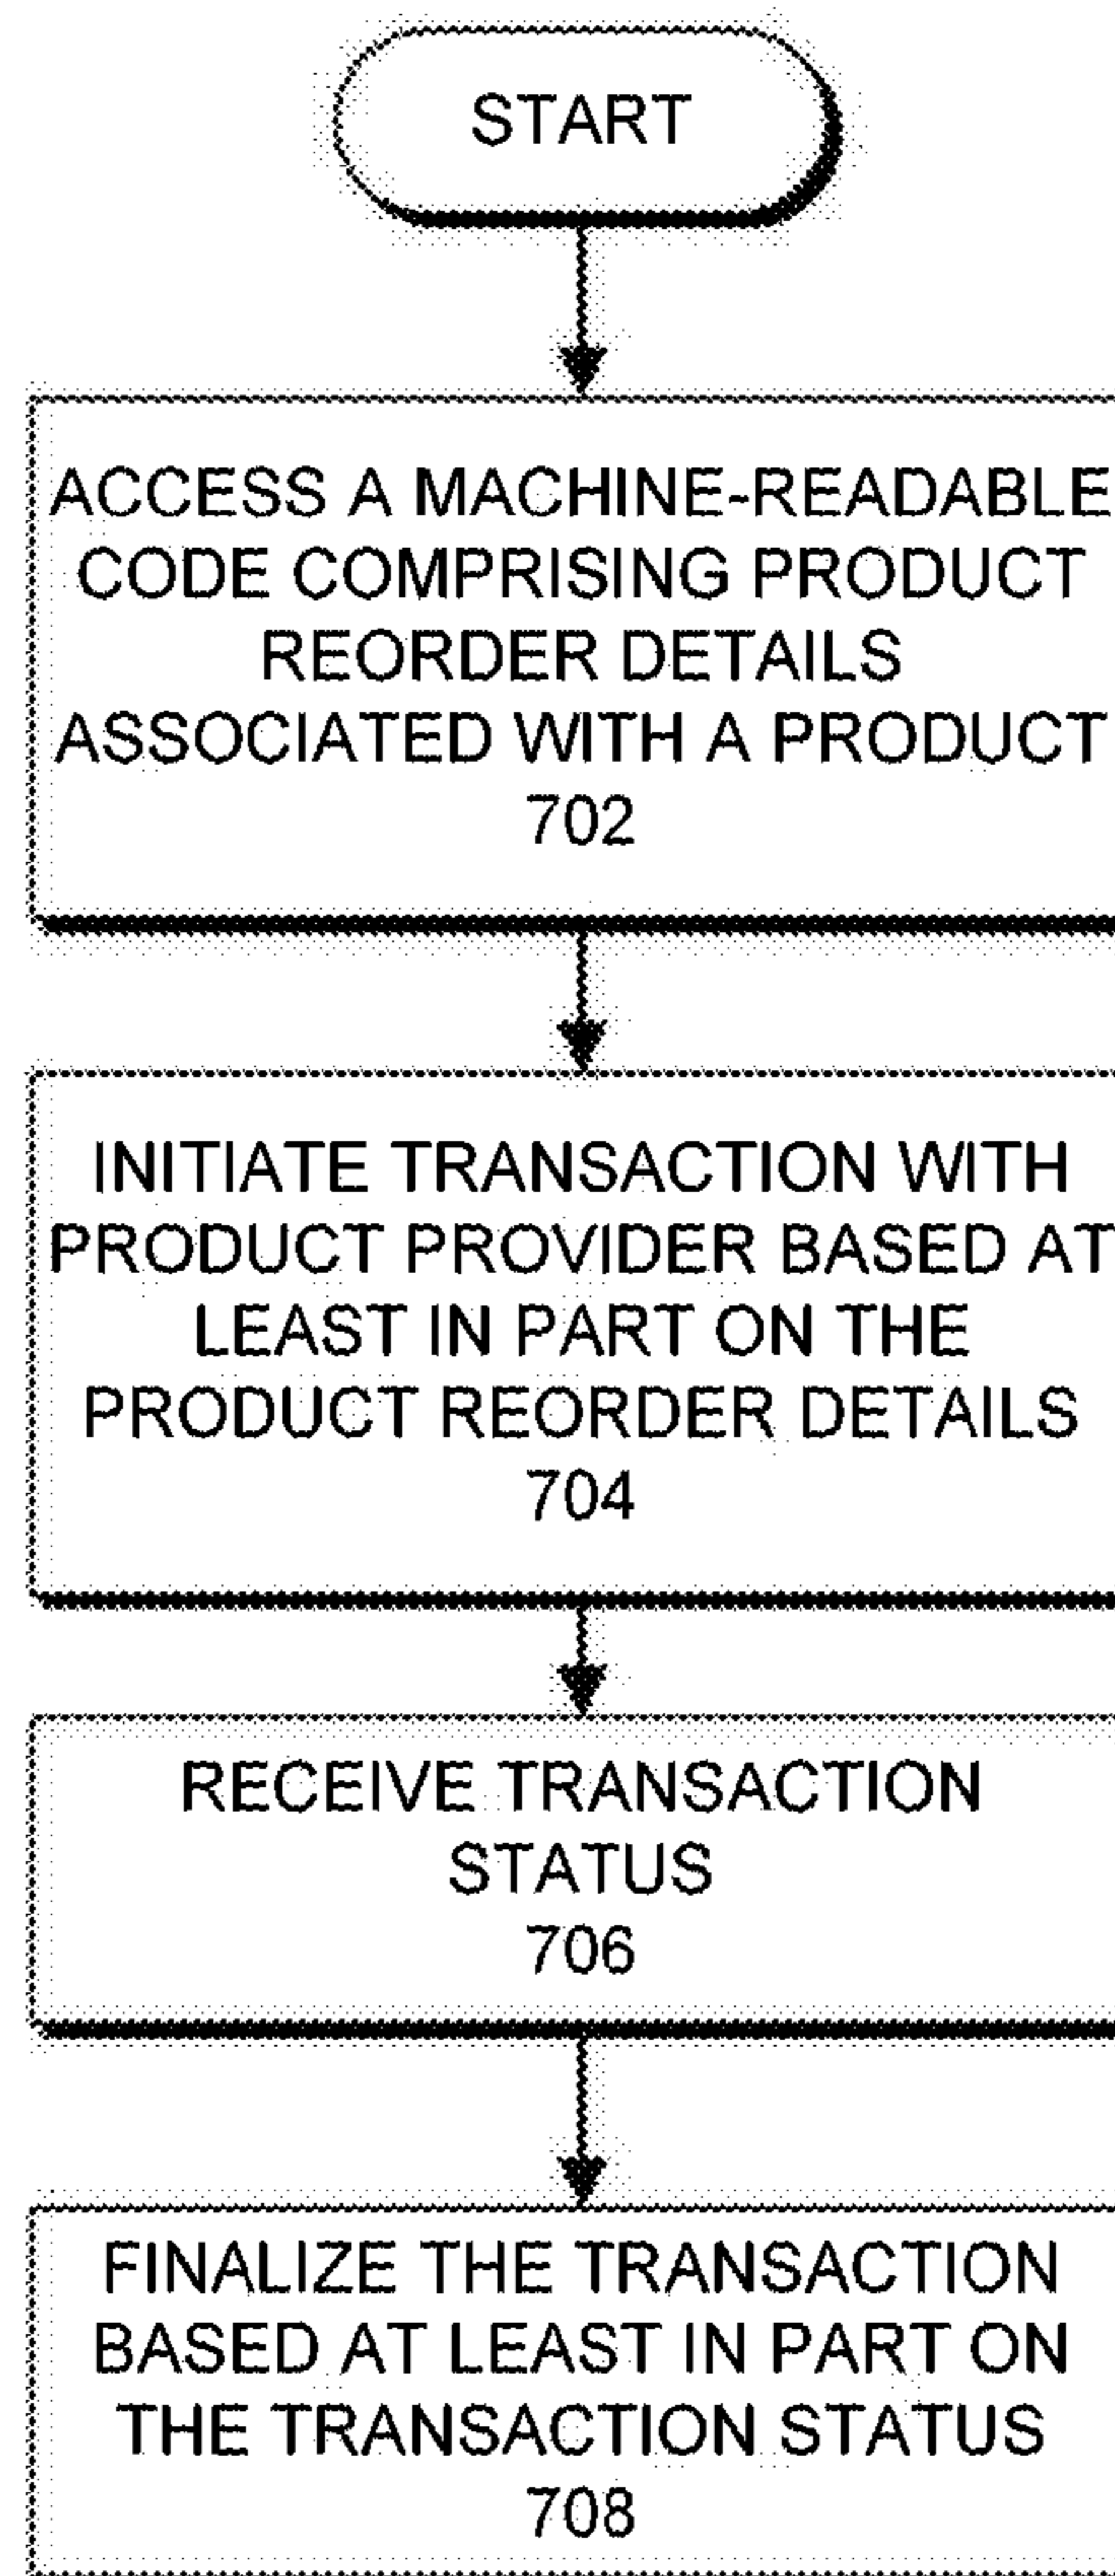 START
ACCESS A MACHINE-READABLE
CODE COMPRISING PRODUCT
REORDER DETAILS
ASSOCIATED WITH A PRODUCT
702
INITIATE TRANSACTION WITH
PRODUCT PROVIDER BASED AT
LEAST IN PART ON THE
PRODUCT REORDER DETAILS
704
RECEIVE TRANSACTION
STATUS
706
FINALIZE THE TRANSACTION
BASED AT LEAST IN PART ON
THE TRANSACTION STATUS
708